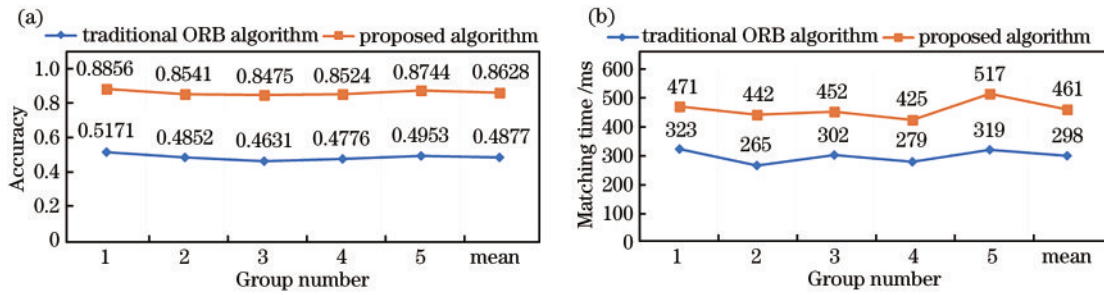 (a)
traditional ORB algorithm proposed algorithm
1.0
0.8
0.6
0.4
0.2
0
Accuracy
0.8856 0.8541 0.8475 0.8524 0.8744 0.8628
0.5171 0.4852 0.4631 0.4776 0.4953 0.4877
1 2 3 4 5 mean
Group number
(b)
traditional ORB algorithm proposed algorithm
600
500
400
300
200
100
0
Matching time /ms
471 442 452 425 517 461
323 265 302 279 319 298
1 2 3 4 5 mean
Group number